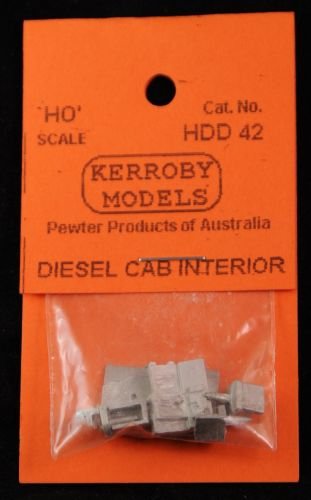 'HO'
SCALE
Cat. No.
HDD 42
KERROBY
MODELS
Pewter Products of Australia
DIESEL CAB INTERIOR